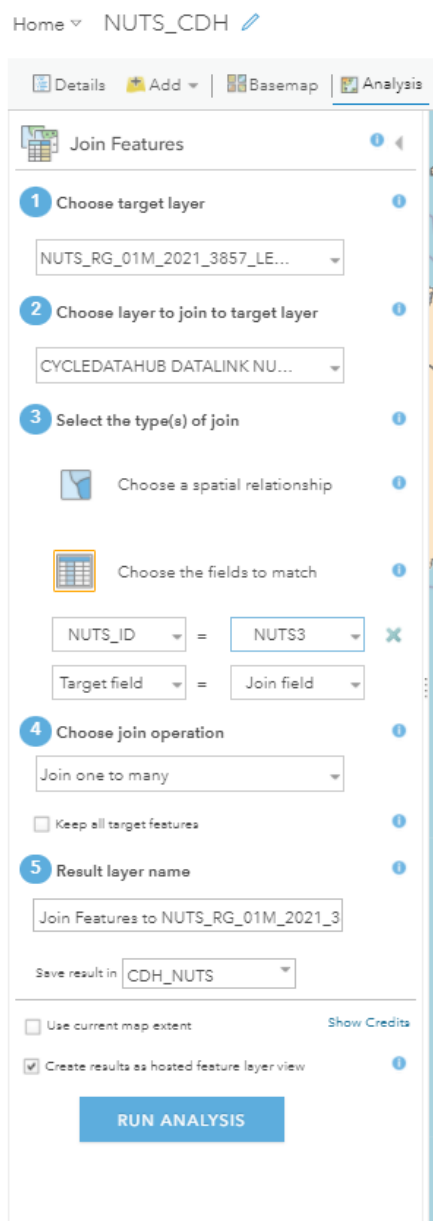 Home NUTS_CDH
Details Add Basemap Analysis
Join Features
1 Choose target layer
NUTS_RG_01M_2021_3857_LE...
2 Choose layer to join to target layer
CYCLEDATAHUB DATALINK NU...
3 Select the type(s) of join
Choose a spatial relationship
Choose the fields to match
NUTS_ID = NUTS3
Target field = Join field
4 Choose join operation
Join one to many
Keep all target features
5 Result layer name
Join Features to NUTS_RG_01M_2021_3
Save result in CDH_NUTS
Use current map extent Show Credits
Create results as hosted feature layer view
RUN ANALYSIS